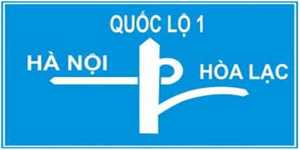 QUỐC LỘ 1
HÀ NỘI
HÒA LẠC